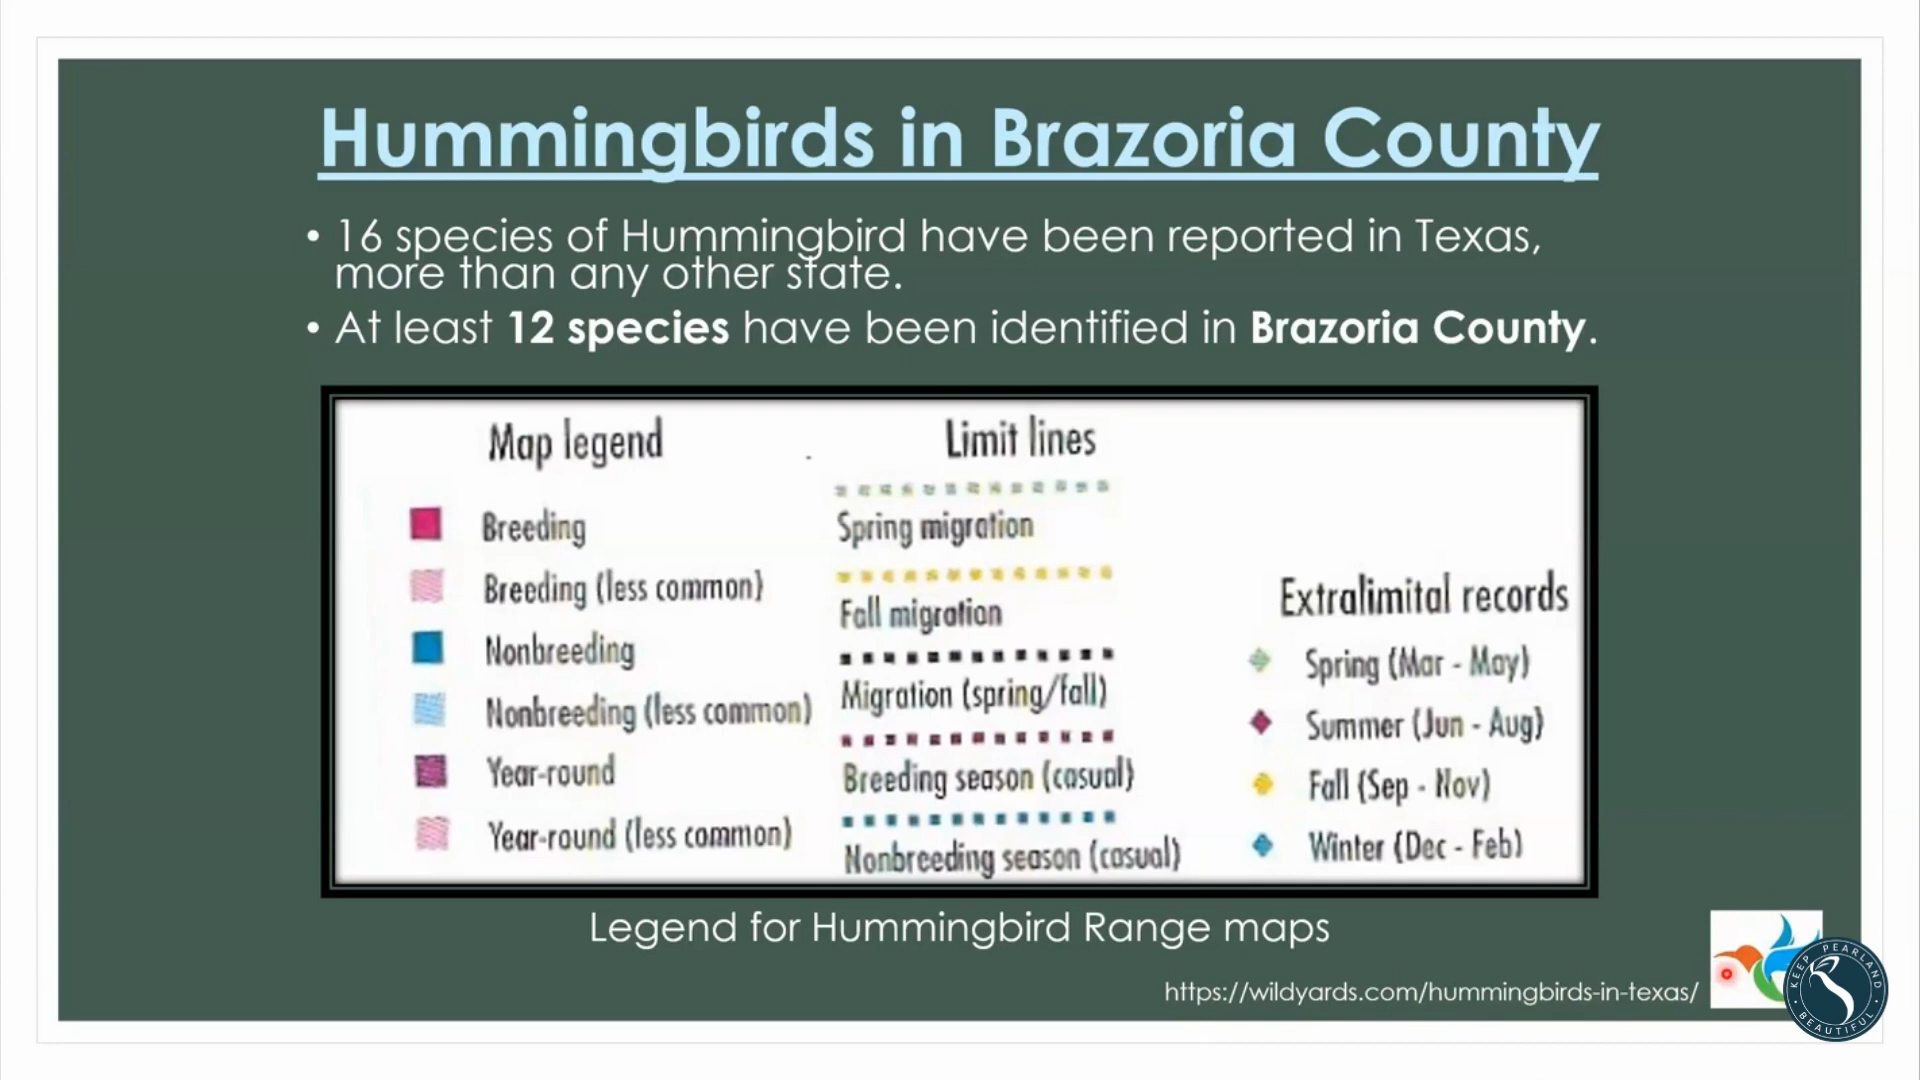 Hummingbirds in Brazoria County
• 16 species of Hummingbird have been reported in Texas,
more than any other state.
• At least 12 species have been identified in Brazoria County.
Map legend
Breeding
Breeding (less common)
Nonbreeding
Nonbreeding (less common)
Year-round
Year-round (less common)
Limit lines
Spring migration
Fall migration
Migration (spring/fall)
Breeding season (casual)
Nonbreeding season (casual)
Extralimital records
Spring (Mar - May)
Summer (Jun - Aug)
Fall (Sep - Nov)
Winter (Dec - Feb)
Legend for Hummingbird Range maps
https://wildyards.com/hummingbirds-in-texas/
KEEP PEARLAND
BEAUTIFUL